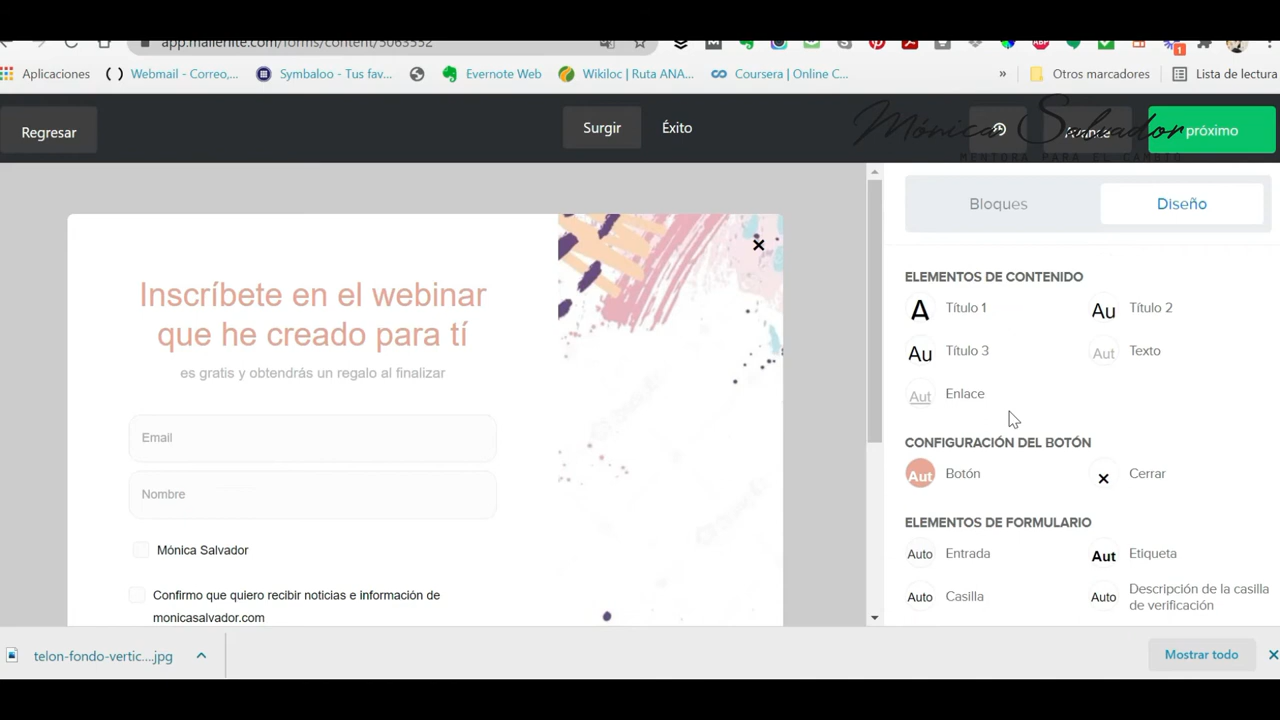 app.mailerlite.com/forms/content/5063552
Aplicaciones
Webmail - Correo,...
Symbaloo - Tus fav...
Evernote Web
Wikiloc | Ruta ANA...
Coursera | Online C...
»
Otros marcadores
Lista de lectura
ABP
1
Regresar
Surgir
Éxito
Avance
próximo
Mónica Salvador
MENTORA PARA EL CAMBIO
Bloques
Diseño
Inscríbete en el webinar
que he creado para tí
es gratis y obtendrás un regalo al finalizar
Email
Nombre
Mónica Salvador
Confirmo que quiero recibir noticias e información de
monicasalvador.com
ELEMENTOS DE CONTENIDO
A Título 1
Au Título 2
Au Título 3
Aut Texto
Aut Enlace
CONFIGURACIÓN DEL BOTÓN
Aut Botón
Cerrar
ELEMENTOS DE FORMULARIO
Auto Entrada
Aut Etiqueta
Auto Casilla
Auto Descripción de la casilla
de verificación
telon-fondo-vertic....jpg
Mostrar todo